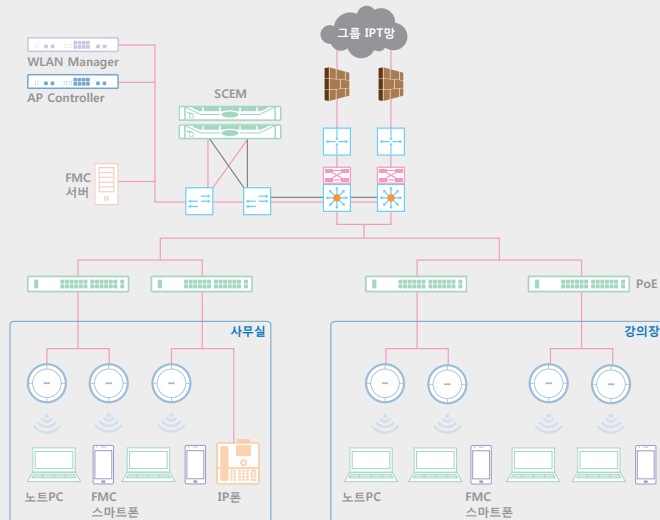 그룹 IPT망
WLAN Manager
AP Controller
SCEM
FMC
서버
PoE
사무실
강의장
노트PC
FMC
스마트폰
IP폰
노트PC
FMC
스마트폰